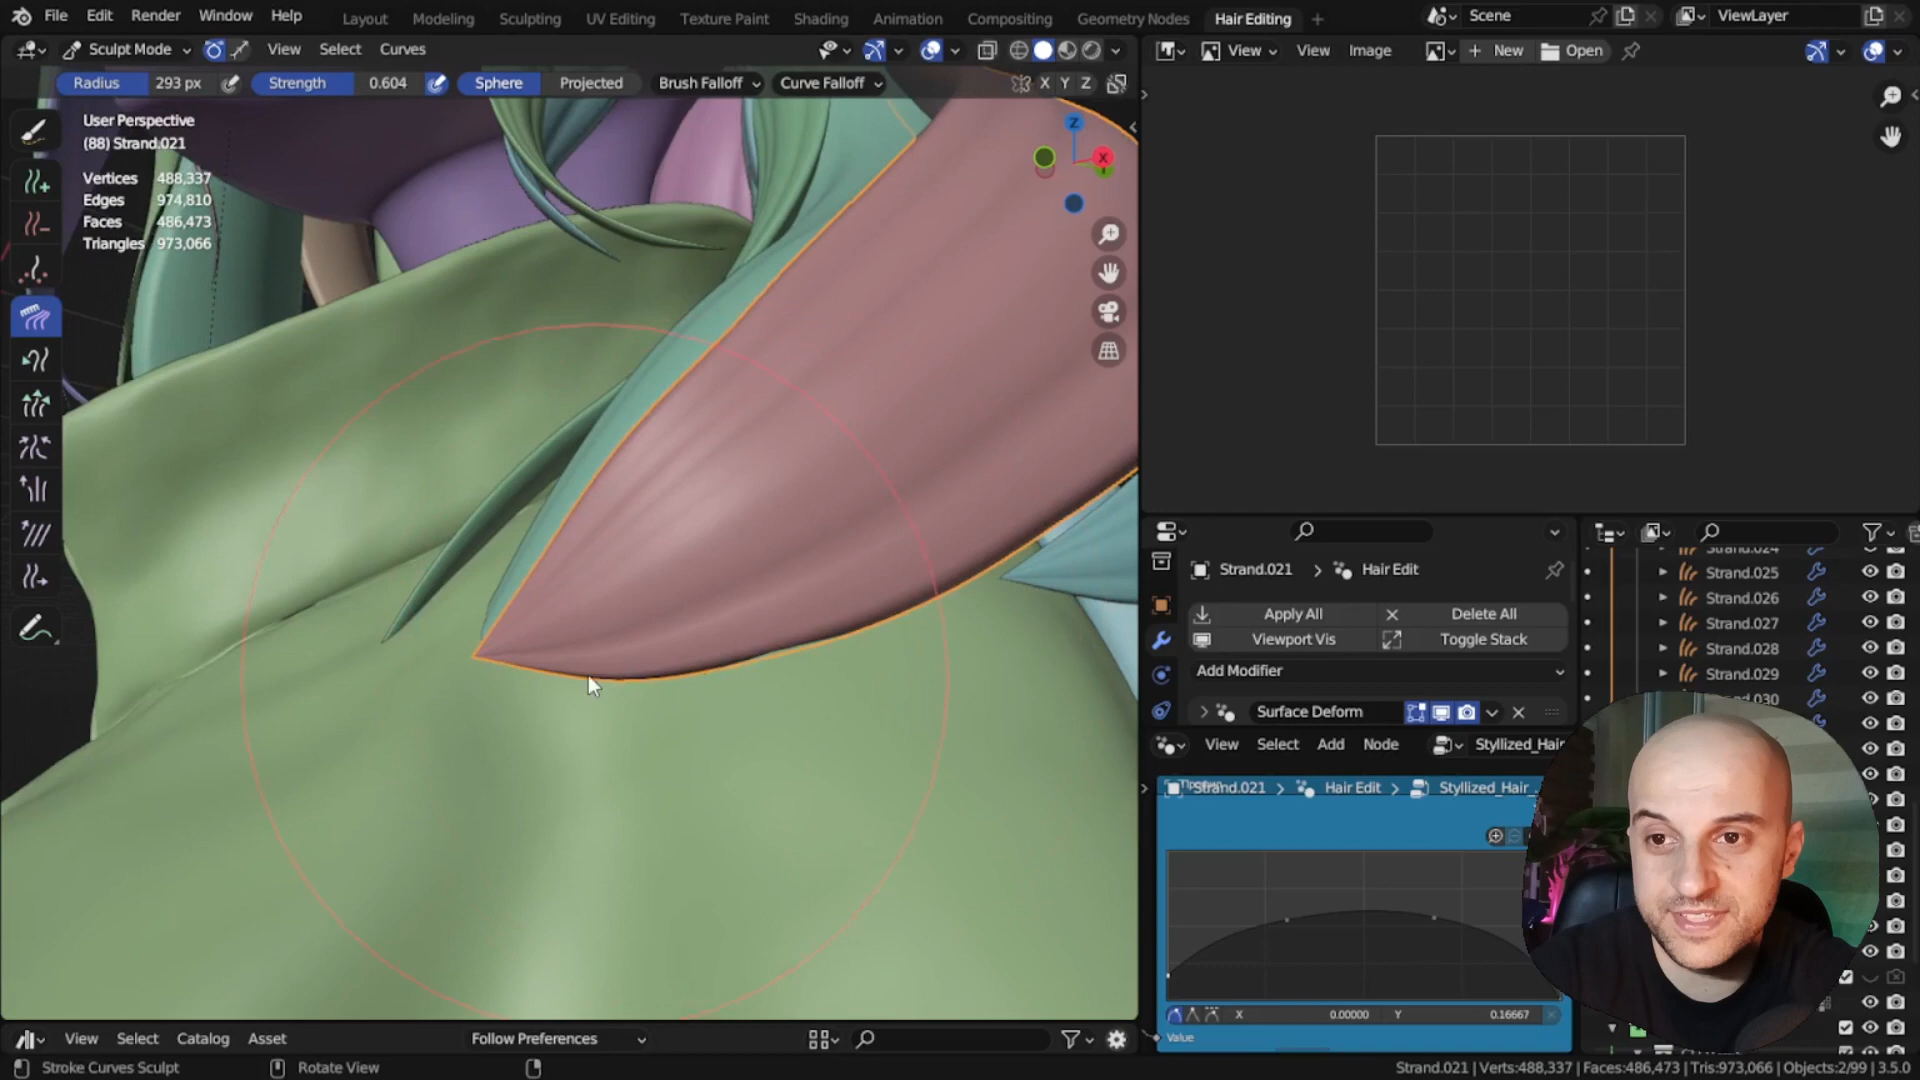 File Edit Render Window Help Layout Modeling Sculpting UV Editing Texture Paint Shading Animation Compositing Geometry Nodes Hair Editing Scene ViewLayer
Sculpt Mode View Select Curves
View View Image New Open
Radius 293 px Strength 0.604 Sphere Projected Brush Falloff Curve Falloff X Y Z
User Perspective
(88) Strand.021
Vertices 488,337
Edges 974,810
Faces 486,473
Triangles 973,066
Z
X
Strand.024
Strand.025
Strand.026
Strand.027
Strand.028
Strand.029
Strand.021 Hair Edit
Apply All Delete All
Viewport Vis Toggle Stack
Add Modifier
Surface Deform
View Select Add Node Styllized_Hair
Strand.021 Hair Edit Styllized_Hair
X 0.00000 Y 0.16667
Value
View Select Catalog Asset Follow Preferences
Stroke Curves Sculpt Rotate View
Strand.021 | Verts:488,337 | Faces:486,473 | Tris:973,066 | Objects:2/99 | 3.5.0